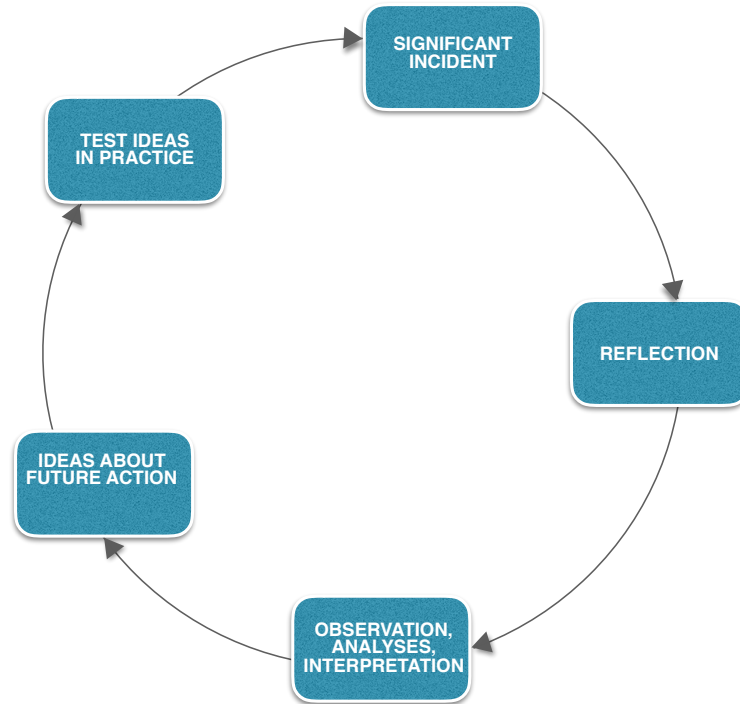 SIGNIFICANT
INCIDENT
TEST IDEAS
IN PRACTICE
REFLECTION
IDEAS ABOUT
FUTURE ACTION
OBSERVATION,
ANALYSES,
INTERPRETATION